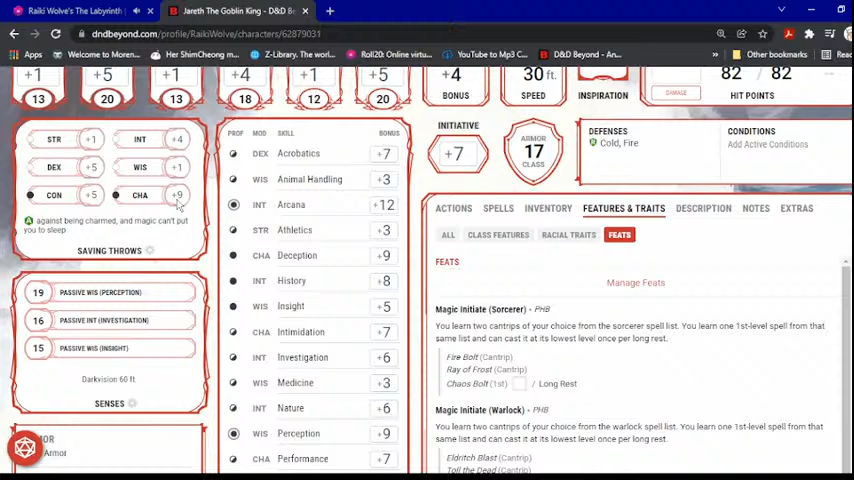 Raiki Wolve's The Labyrinth
Jareth The Goblin King - D&D Be
dndbeyond.com/profile/RaikiWolve/characters/62879031
Apps
Welcome to Moren...
Her ShimCheong mo...
Z-Library. The worl...
Roll20: Online virtu...
YouTube to Mp3 C...
D&D Beyond - An...
»
Other bookmarks
Rea
+1 +5 +1 +4 +1 +5
13 20 13 18 12 20
+4
BONUS
30 ft.
SPEED
INSPIRATION
DAMAGE
82 / 82
HIT POINTS
STR +1
INT +4
DEX +5
WIS +1
CON +5
CHA +9
against being charmed, and magic can't put
you to sleep
SAVING THROWS
19 PASSIVE WIS (PERCEPTION)
16 PASSIVE INT (INVESTIGATION)
15 PASSIVE WIS (INSIGHT)
Darkvision 60 ft
SENSES
Armor
PROF MOD SKILL BONUS
DEX Acrobatics +7
WIS Animal Handling +3
INT Arcana +12
STR Athletics +3
CHA Deception +9
INT History +8
WIS Insight +5
CHA Intimidation +7
INT Investigation +6
WIS Medicine +3
INT Nature +6
WIS Perception +9
CHA Performance +7
INITIATIVE
+7
ARMOR
17
CLASS
DEFENSES
Cold, Fire
CONDITIONS
Add Active Conditions
ACTIONS SPELLS INVENTORY FEATURES & TRAITS DESCRIPTION NOTES EXTRAS
ALL CLASS FEATURES RACIAL TRAITS FEATS
FEATS
Manage Feats
Magic Initiate (Sorcerer) • PHB
You learn two cantrips of your choice from the sorcerer spell list. You learn one 1st-level spell from that
same list and can cast it at its lowest level once per long rest.
Fire Bolt (Cantrip)
Ray of Frost (Cantrip)
Chaos Bolt (1st) / Long Rest
Magic Initiate (Warlock) • PHB
You learn two cantrips of your choice from the warlock spell list. You learn one 1st-level spell from that
same list and can cast it at its lowest level once per long rest.
Eldritch Blast (Cantrip)
Toll the Dead (Cantrip)